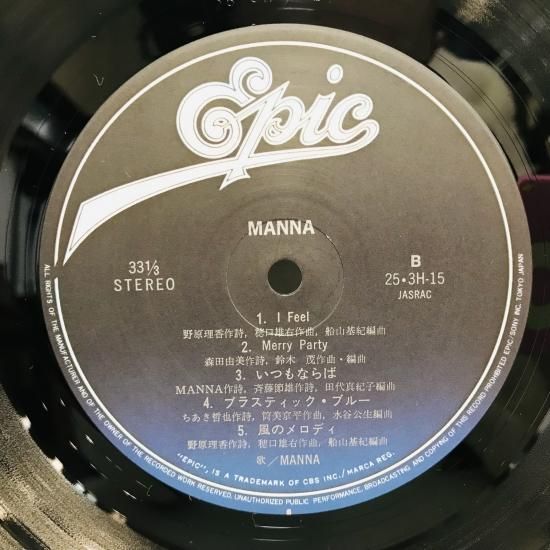 Epic
MANNA
33⅓
STEREO
B
25・3H-15
JASRAC
1. I Feel
野原理香作詩, 穂口雄右作曲, 船山基紀編曲
2. Merry Party
森田由美作詩, 鈴木 茂作曲・編曲
3. いつもならば
MANNA作詩, 斉藤節雄作詩, 田代真紀子編曲
4. プラスティック・ブルー
ちあき哲也作詩, 筒美京平作曲, 水谷公生編曲
5. 風のメロディ
野原理香作詩, 穂口雄右作曲, 船山基紀編曲
歌／MANNA
"EPIC", IS A TRADEMARK OF CBS INC./MARCA REG.
ALL RIGHTS OF THE MANUFACTURER AND OF THE OWNER OF THE RECORDED WORK RESERVED, UNAUTHORIZED PUBLIC PERFORMANCE, BROADCASTING AND COPYING OF THIS RECORD PROHIBITED EPIC/SONY INC. TOKYO JAPAN